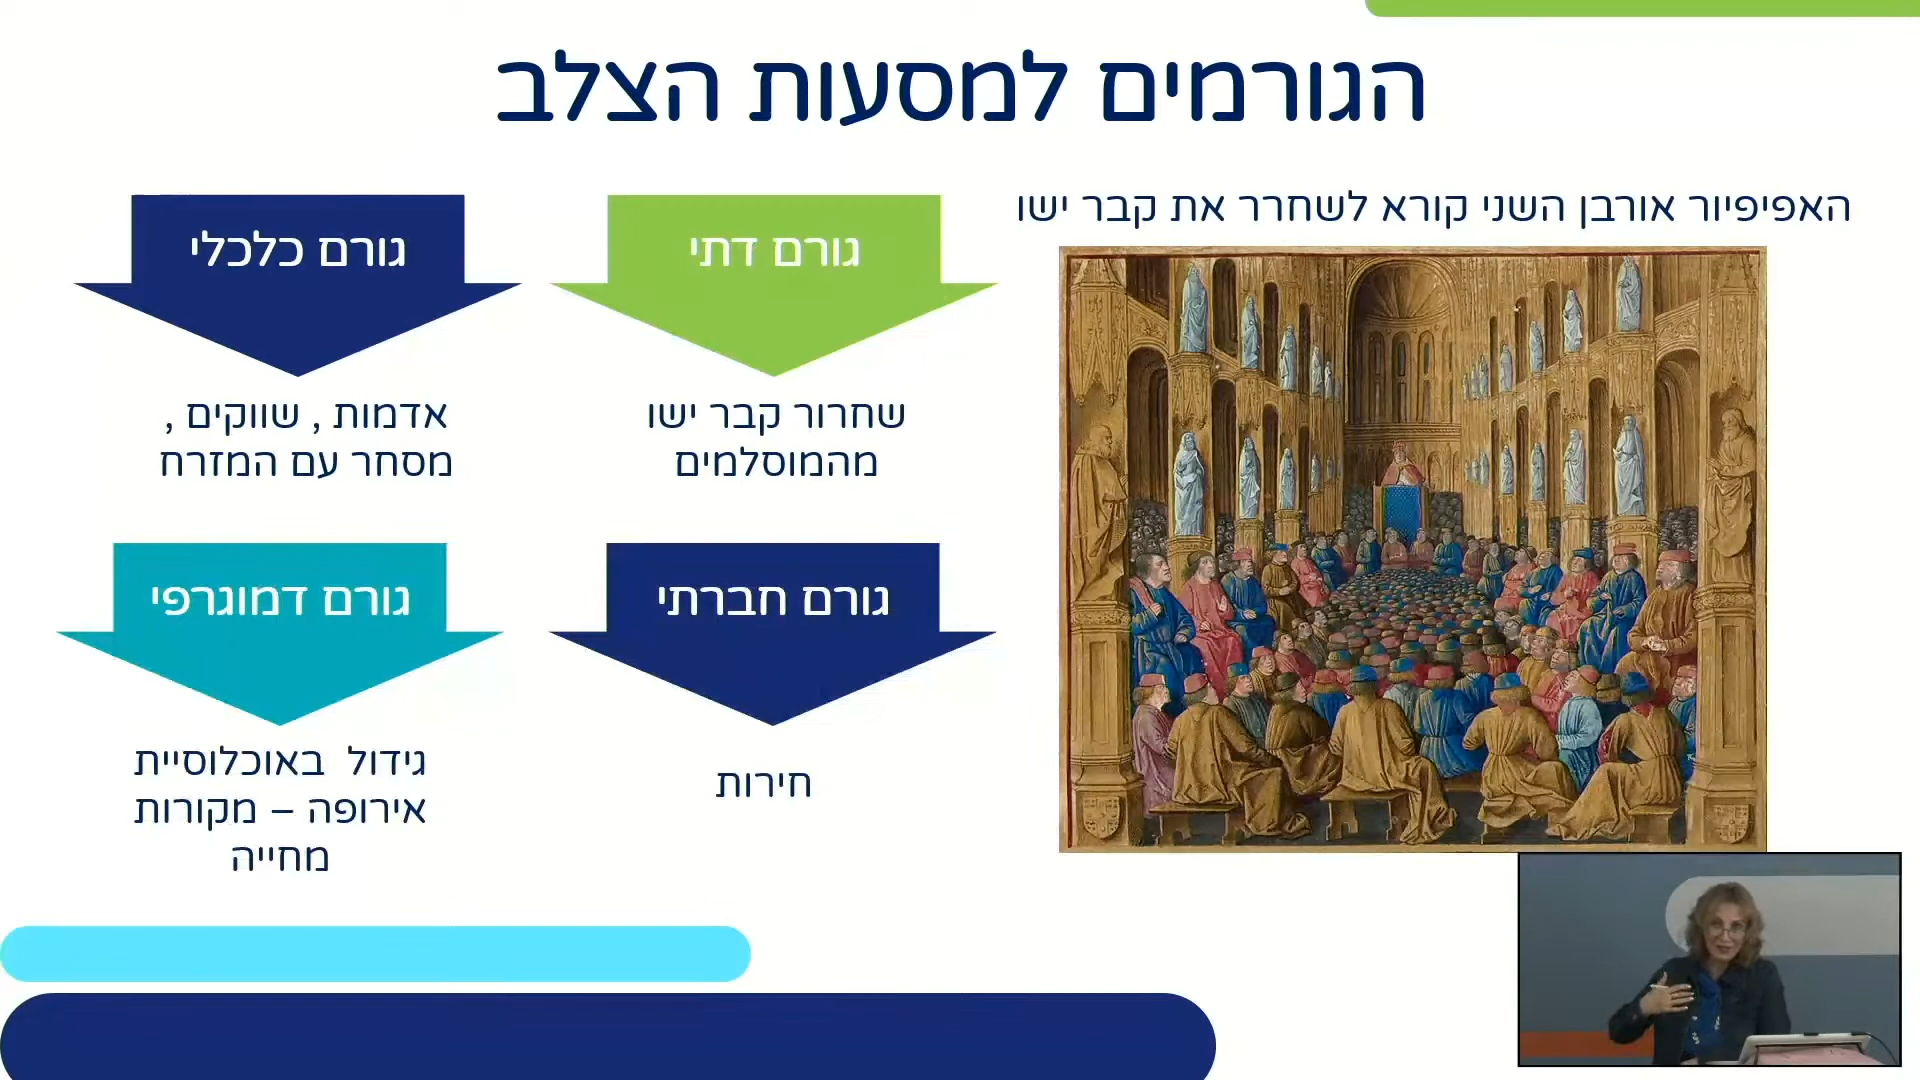 הגורמים למסעות הצלב
האפיפיור אורבן השני קורא לשחרר את קבר ישו
גורם דתי
שחרור קבר ישו
מהמוסלמים
גורם כלכלי
אדמות , שווקים ,
מסחר עם המזרח
גורם חברתי
חירות
גורם דמוגרפי
גידול באוכלוסיית
אירופה – מקורות
מחייה